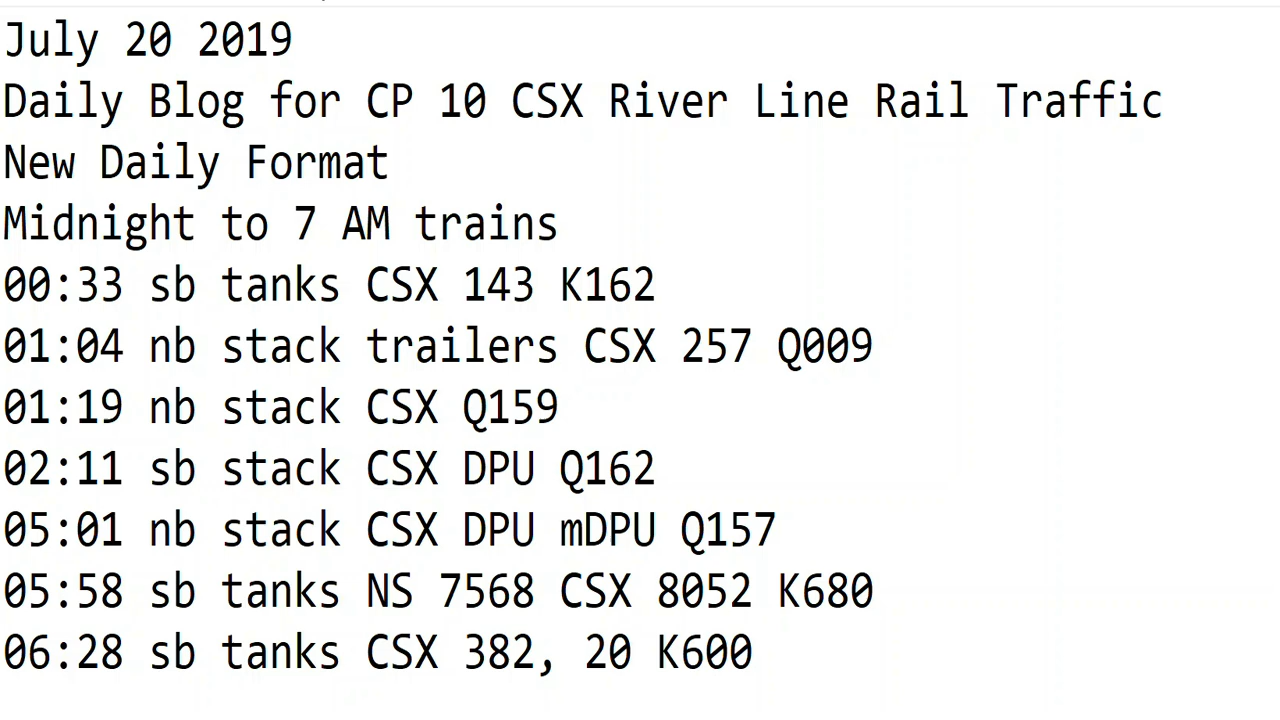 July 20 2019
Daily Blog for CP 10 CSX River Line Rail Traffic
New Daily Format
Midnight to 7 AM trains
00:33 sb tanks CSX 143 K162
01:04 nb stack trailers CSX 257 Q009
01:19 nb stack CSX Q159
02:11 sb stack CSX DPU Q162
05:01 nb stack CSX DPU mDPU Q157
05:58 sb tanks NS 7568 CSX 8052 K680
06:28 sb tanks CSX 382, 20 K600